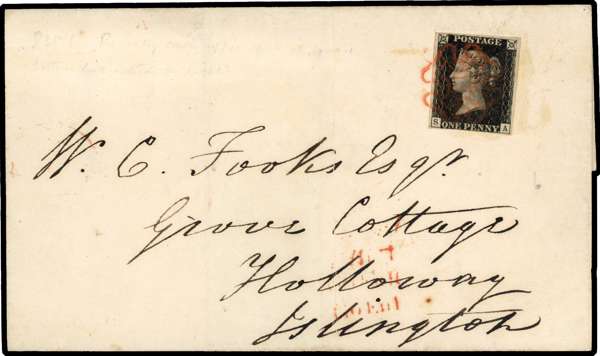 POSTAGE
S A
ONE PENNY
W. C. Fooks Esqr.
Grove Cottage
Holloway
Islington